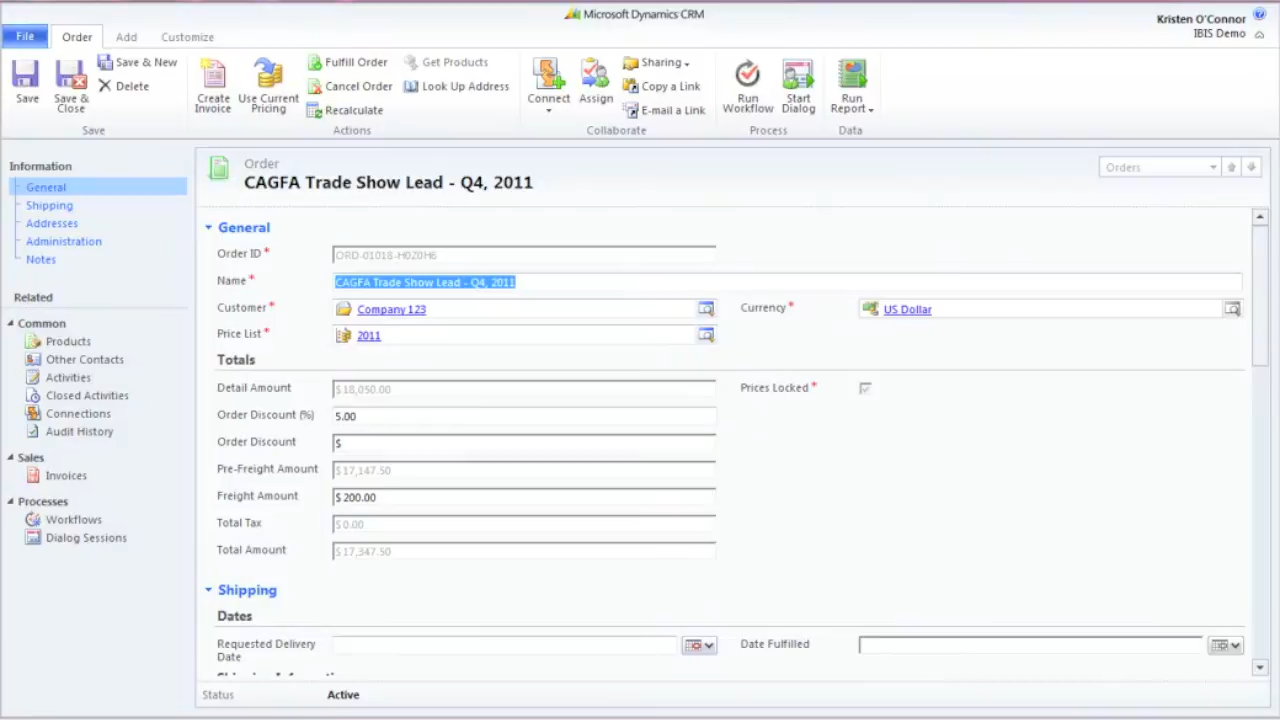 Microsoft Dynamics CRM
Kristen O'Connor
IBIS Demo
File
Order
Add
Customize
Save
Save & Close
Save & New
Delete
Save
Create Invoice
Use Current Pricing
Fulfill Order
Cancel Order
Recalculate
Get Products
Look Up Address
Actions
Connect
Assign
Sharing
Copy a Link
E-mail a Link
Collaborate
Run Workflow
Start Dialog
Process
Run Report
Data
Information
General
Shipping
Addresses
Administration
Notes
Related
Common
Products
Other Contacts
Activities
Closed Activities
Connections
Audit History
Sales
Invoices
Processes
Workflows
Dialog Sessions
Order
CAGFA Trade Show Lead - Q4, 2011
Orders
General
Order ID *
ORD-01018-H0Z0H6
Name *
CAGFA Trade Show Lead - Q4, 2011
Customer *
Company 123
Currency *
US Dollar
Price List *
2011
Totals
Detail Amount
$ 18,050.00
Prices Locked *
Order Discount (%)
5.00
Order Discount
$
Pre-Freight Amount
$ 17,147.50
Freight Amount
$ 200.00
Total Tax
$ 0.00
Total Amount
$ 17,347.50
Shipping
Dates
Requested Delivery Date
Date Fulfilled
Status
Active